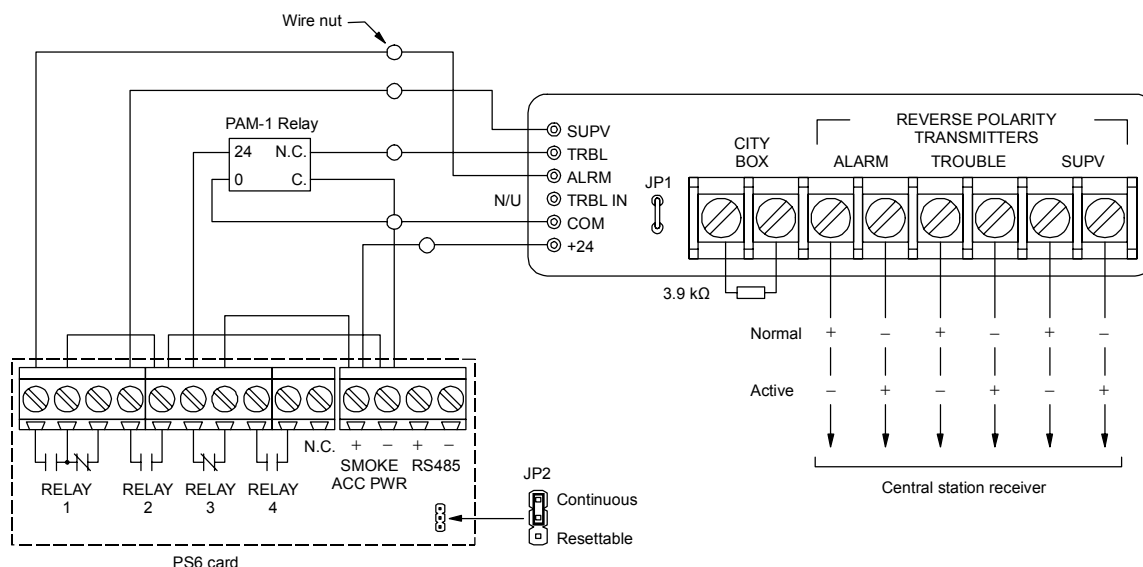 Wire nut
PAM-1 Relay
24 N.C.
0 C.
SUPV
TRBL
ALRM
N/U TRBL IN
COM
+24
JP1
CITY
BOX
REVERSE POLARITY
TRANSMITTERS
ALARM TROUBLE SUPV
3.9 kΩ
Normal + – + – + –
Active – + – + – +
Central station receiver
N.C.
+ – + –
SMOKE RS485
ACC PWR
RELAY
1
RELAY
2
RELAY
3
RELAY
4
JP2
Continuous
Resettable
PS6 card